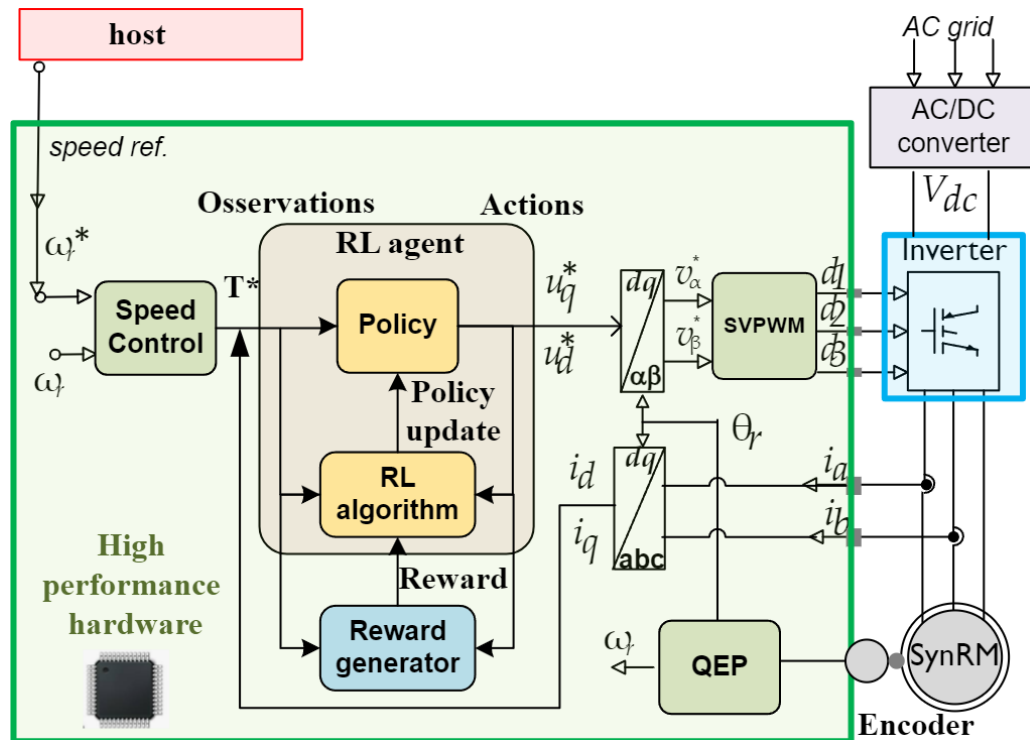 host
AC grid
AC/DC
converter
speed ref.
V_dc
Osservations
Actions
Inverter
RL agent
ω_r*
T*
u_q*
u_d*
Speed
Control
Policy
dq
αβ
v_α*
v_β*
SVPWM
d1
d2
d3
ω_r
Policy
update
θ_r
i_d
i_q
dq
abc
i_a
i_b
RL
algorithm
High
performance
hardware
Reward
Reward
generator
ω_r
QEP
SynRM
Encoder